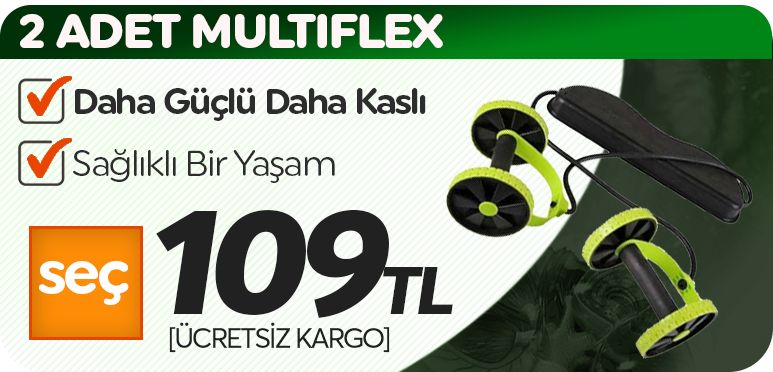 2 ADET MULTIFLEX
Daha Güçlü Daha Kaslı
Sağlıklı Bir Yaşam
seç
109TL
[ÜCRETSİZ KARGO]